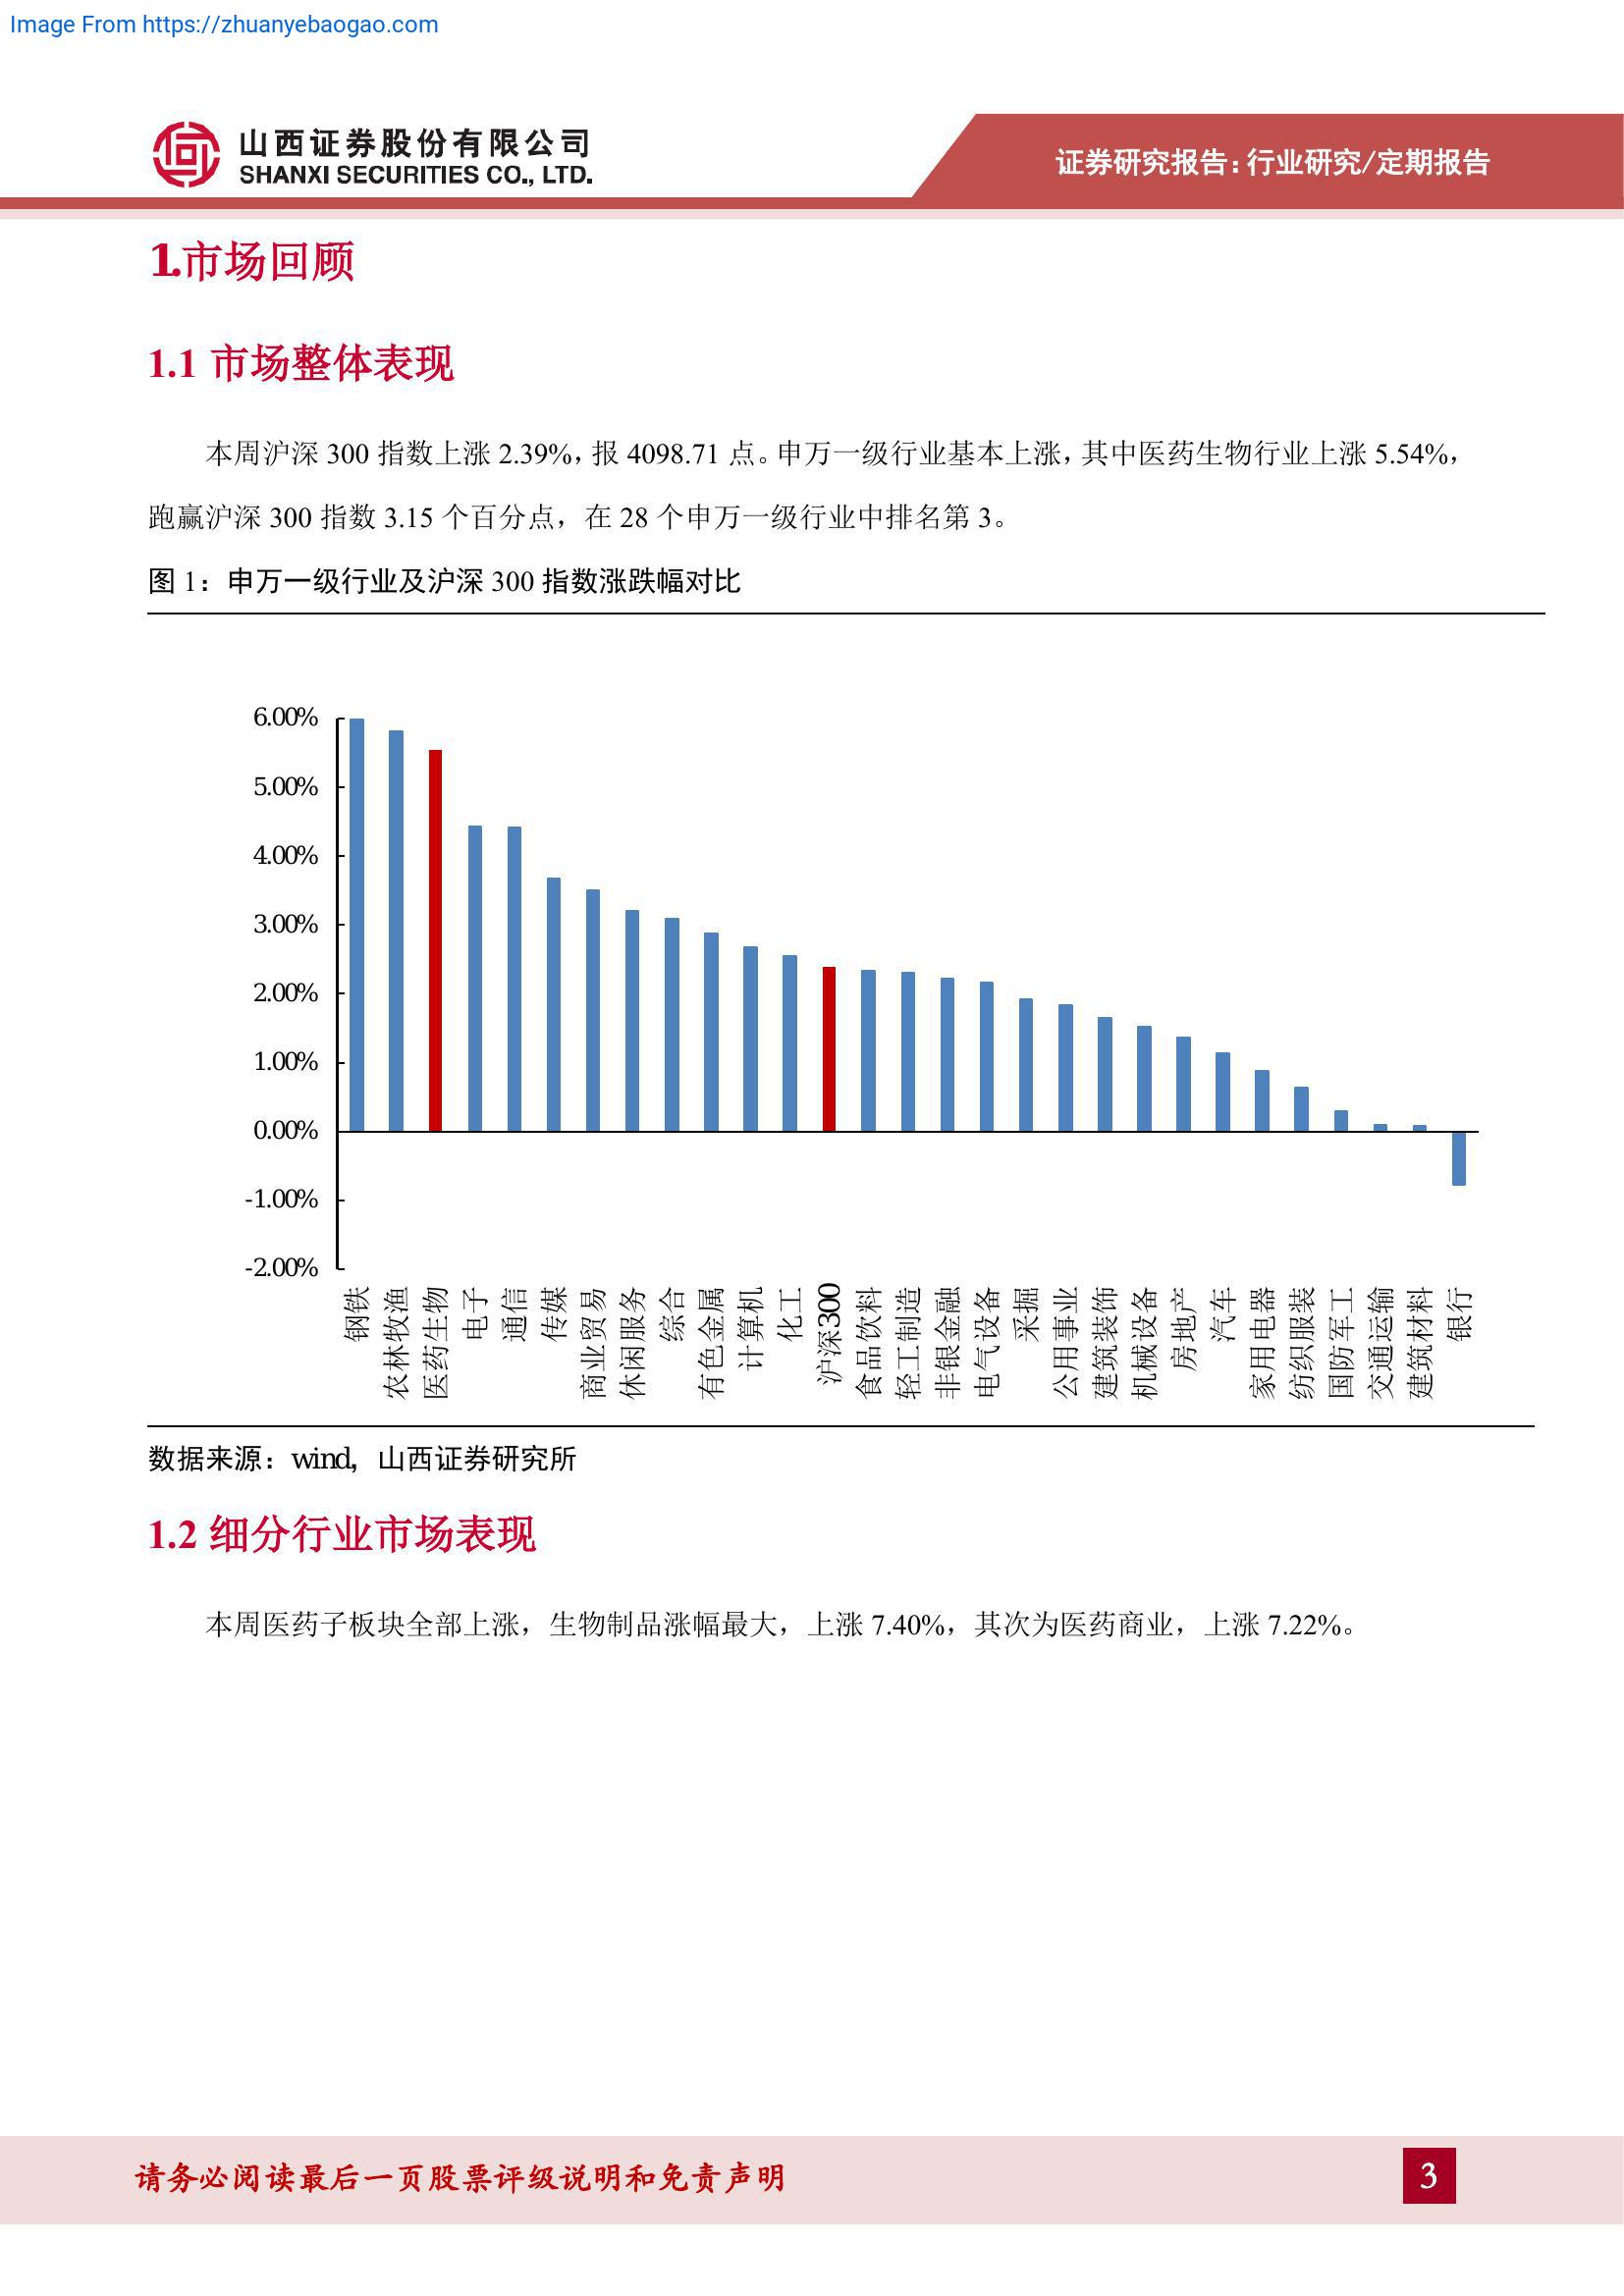 Image From https://zhuanyebaogao.com
山西证券股份有限公司
SHANXI SECURITIES CO., LTD.
证券研究报告：行业研究/定期报告
1.市场回顾
1.1 市场整体表现
本周沪深 300 指数上涨 2.39%，报 4098.71 点。申万一级行业基本上涨，其中医药生物行业上涨 5.54%，
跑赢沪深 300 指数 3.15 个百分点，在 28 个申万一级行业中排名第 3。
图 1：申万一级行业及沪深 300 指数涨跌幅对比
6.00%
5.00%
4.00%
3.00%
2.00%
1.00%
0.00%
-1.00%
-2.00%
钢铁
农林牧渔
医药生物
电子
通信
传媒
商业贸易
休闲服务
综合
有色金属
计算机
化工
沪深300
食品饮料
轻工制造
非银金融
电气设备
采掘
公用事业
建筑装饰
机械设备
房地产
汽车
家用电器
纺织服装
国防军工
交通运输
建筑材料
银行
数据来源：wind，山西证券研究所
1.2 细分行业市场表现
本周医药子板块全部上涨，生物制品涨幅最大，上涨 7.40%，其次为医药商业，上涨 7.22%。
请务必阅读最后一页股票评级说明和免责声明
3